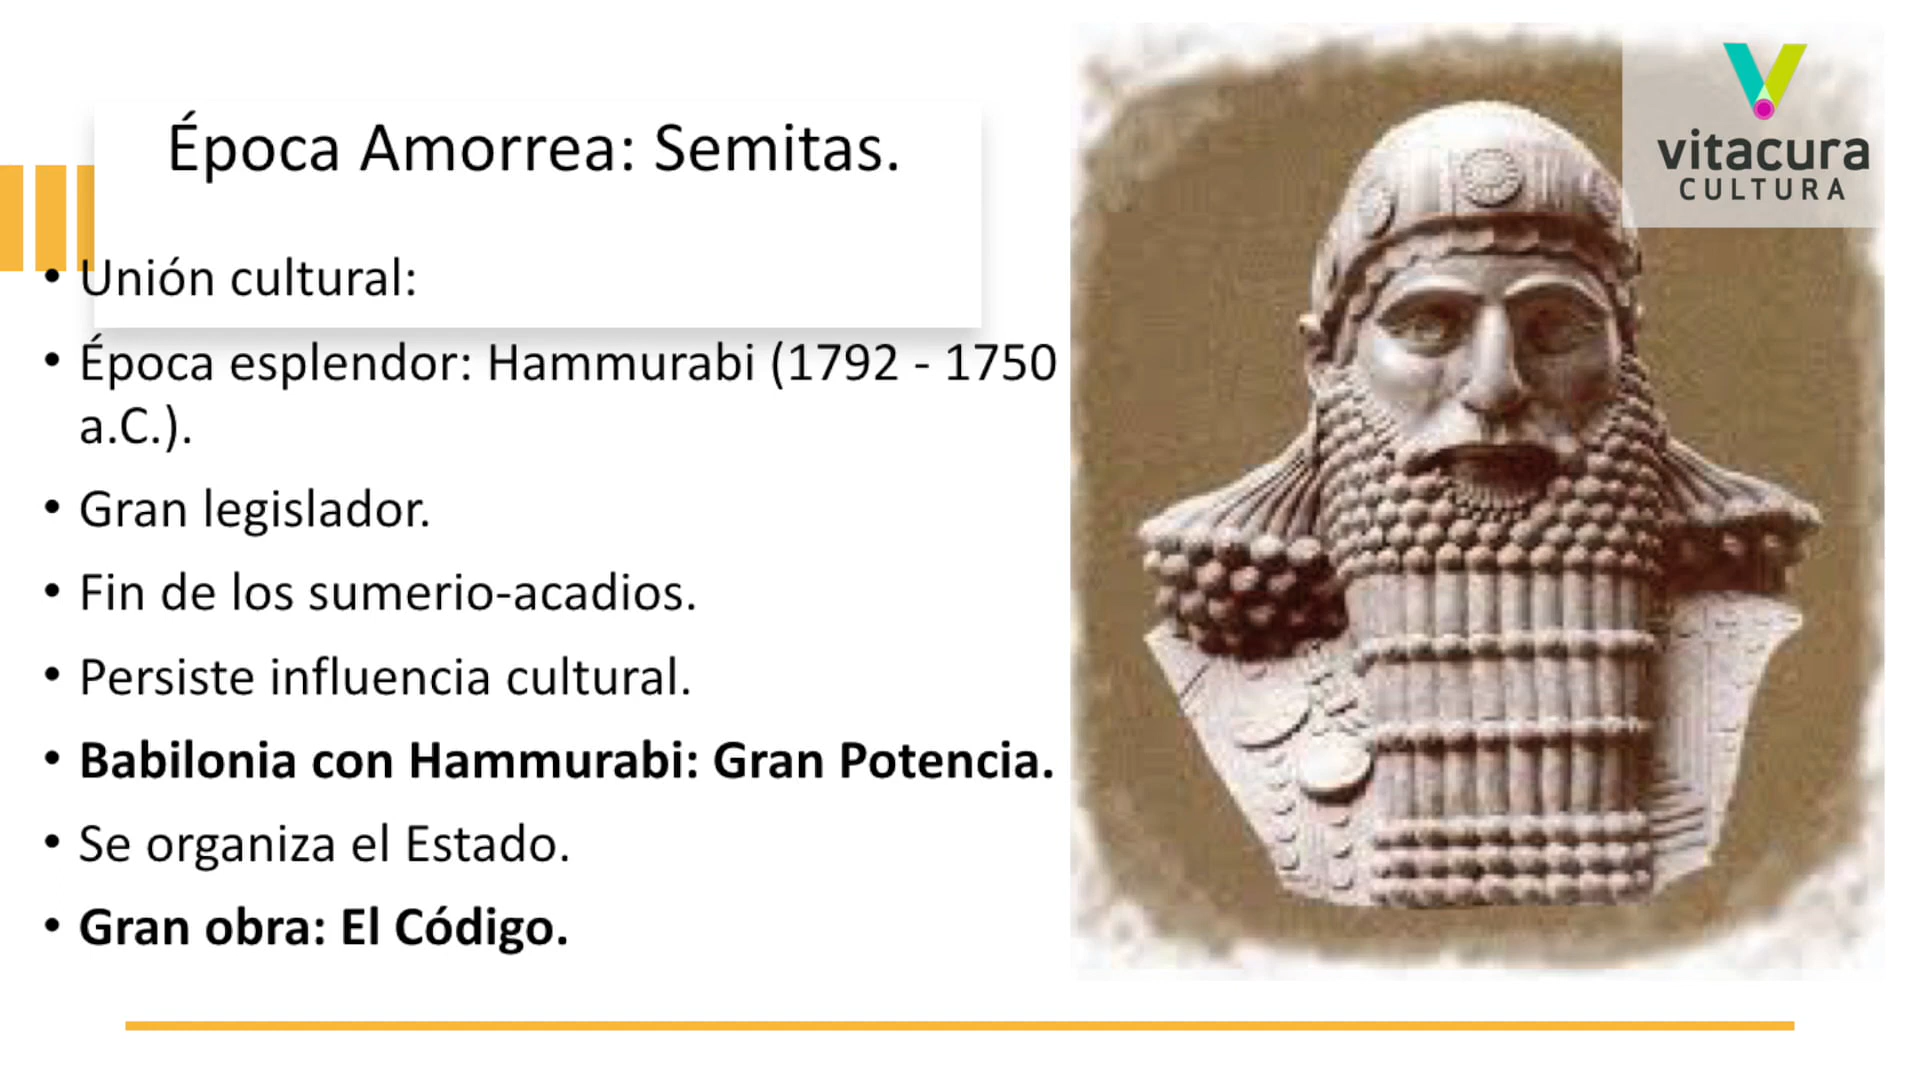 Época Amorrea: Semitas.
• Unión cultural:
• Época esplendor: Hammurabi (1792 - 1750
a.C.).
• Gran legislador.
• Fin de los sumerio-acadios.
• Persiste influencia cultural.
• Babilonia con Hammurabi: Gran Potencia.
• Se organiza el Estado.
• Gran obra: El Código.
vitacura
CULTURA